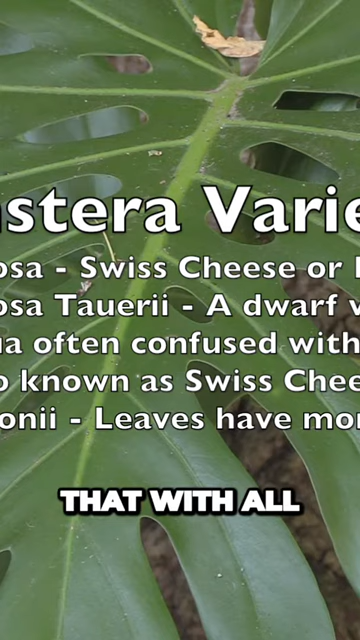 nstera Varie
osa - Swiss Cheese or
osa Tauerii - A dwarf v
ua often confused with
o known as Swiss Chee
onii - Leaves have mor
THAT WITH ALL